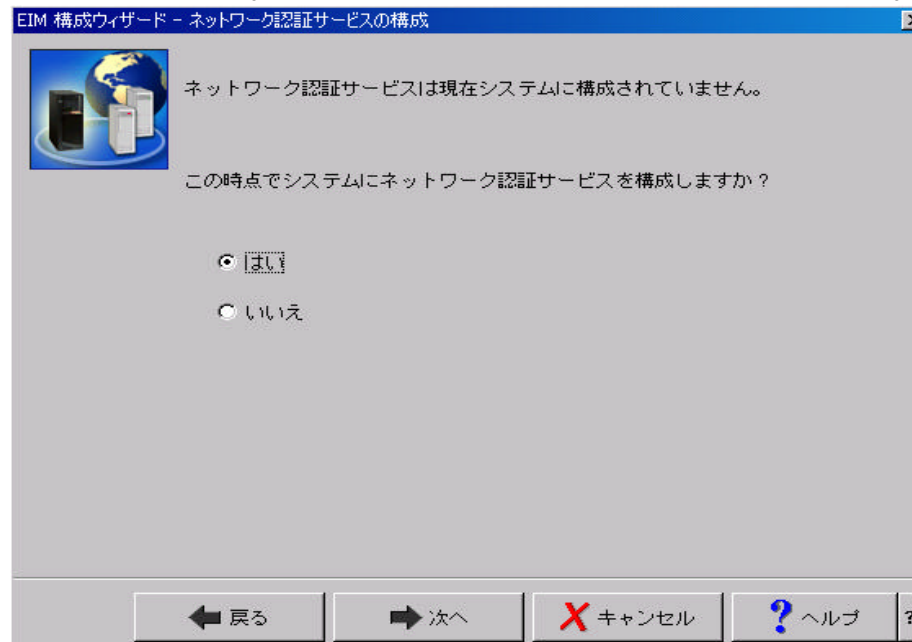 EIM 構成ウィザード - ネットワーク認証サービスの構成
ネットワーク認証サービスは現在システムに構成されていません。
この時点でシステムにネットワーク認証サービスを構成しますか？
はい
いいえ
戻る
次へ
キャンセル
? ヘルプ
?